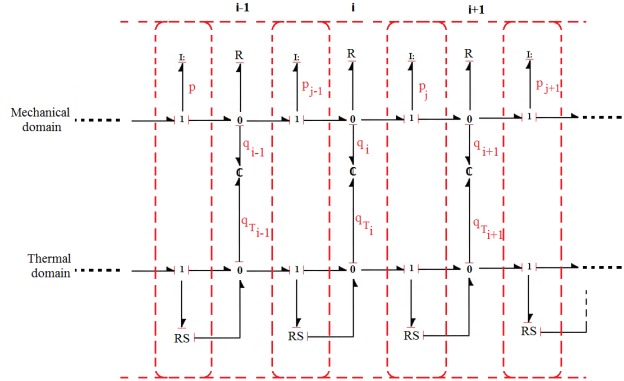 i-1 i i+1
I: R I: R I: R I:
p p_{j-1} p_j p_{j+1}
Mechanical
domain
1 0 1 0 1 0 1
q_{i-1} q_i q_{i+1}
C C C
q_{T_{i-1}} q_{T_i} q_{T_{i+1}}
Thermal
domain
1 0 1 0 1 0 1
RS RS RS RS